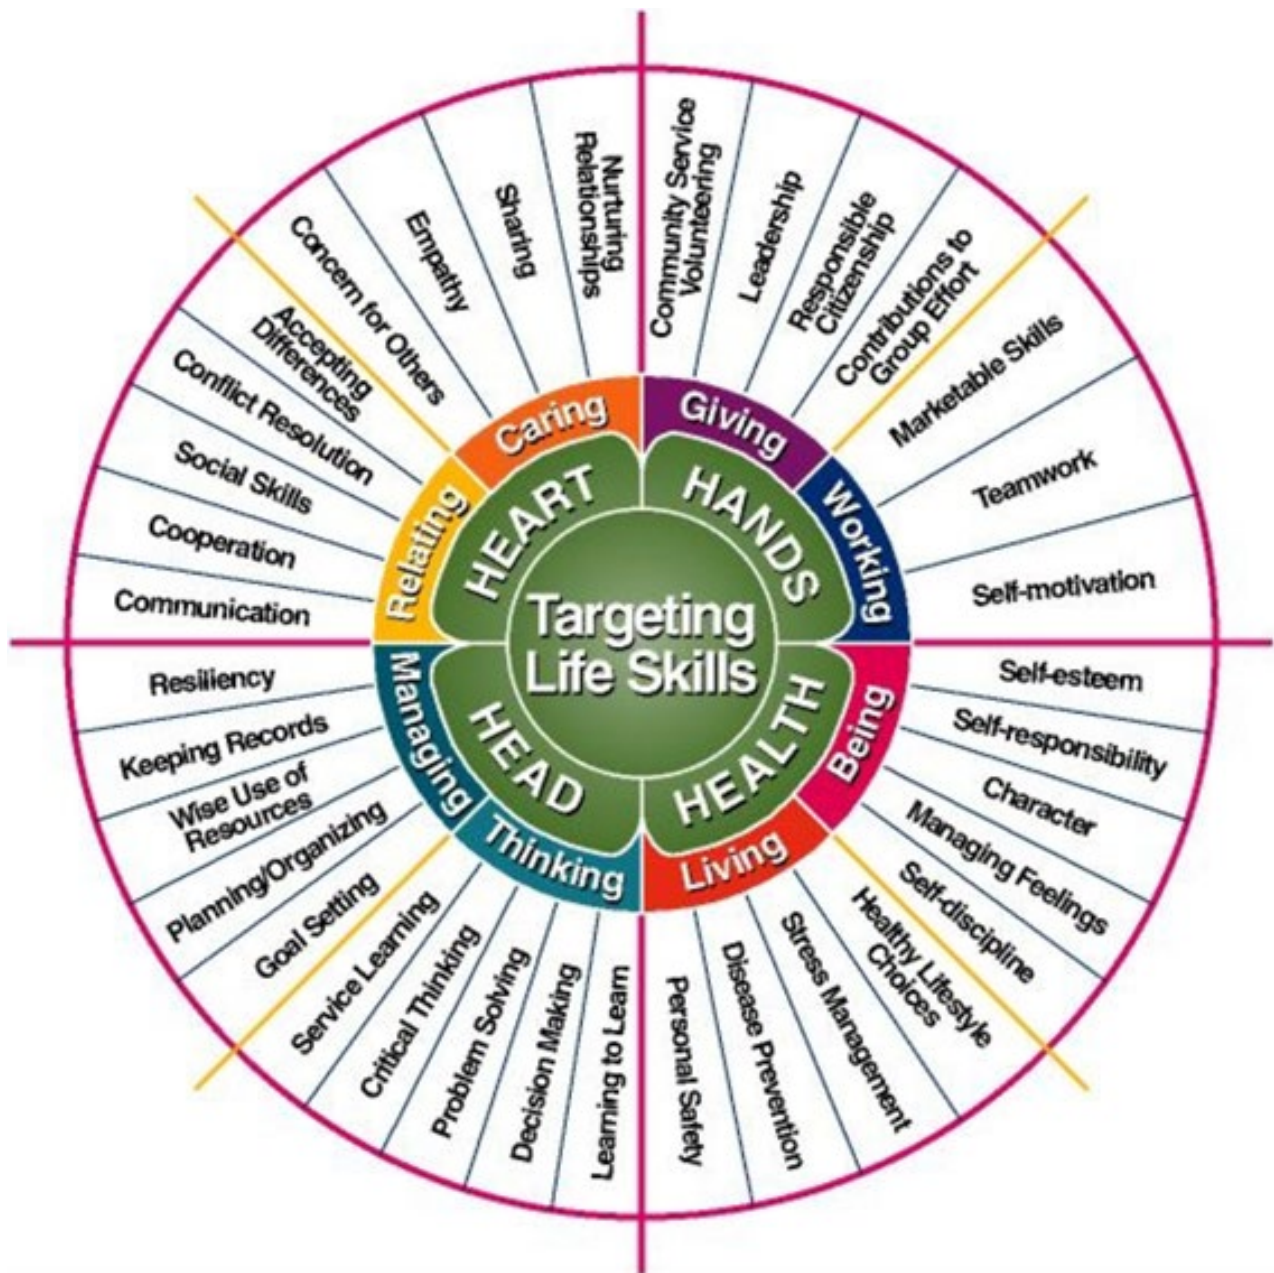 Targeting
Life Skills
HEART
HANDS
HEAD
HEALTH
Caring
Giving
Relating
Working
Managing
Being
Thinking
Living
Concern for Others
Empathy
Sharing
Nurturing
Relationships
Community Service
Volunteering
Leadership
Responsible
Citizenship
Contributions to
Group Effort
Marketable Skills
Teamwork
Self-motivation
Self-esteem
Self-responsibility
Character
Managing Feelings
Self-discipline
Healthy Lifestyle
Choices
Stress Management
Disease Prevention
Personal Safety
Learning to Learn
Decision Making
Problem Solving
Critical Thinking
Service Learning
Goal Setting
Planning/Organizing
Wise Use of
Resources
Keeping Records
Resiliency
Communication
Cooperation
Social Skills
Conflict Resolution
Accepting
Differences